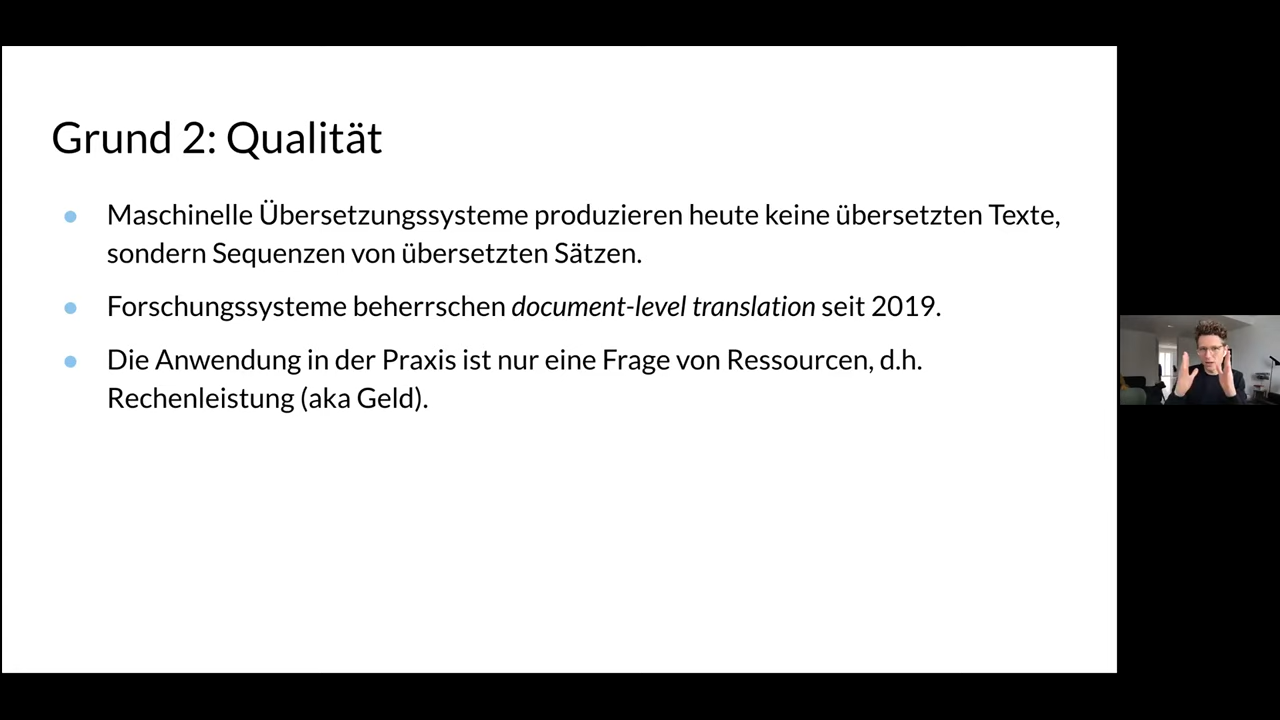 Grund 2: Qualität
Maschinelle Übersetzungssysteme produzieren heute keine übersetzten Texte,
sondern Sequenzen von übersetzten Sätzen.
Forschungssysteme beherrschen document-level translation seit 2019.
Die Anwendung in der Praxis ist nur eine Frage von Ressourcen, d.h.
Rechenleistung (aka Geld).